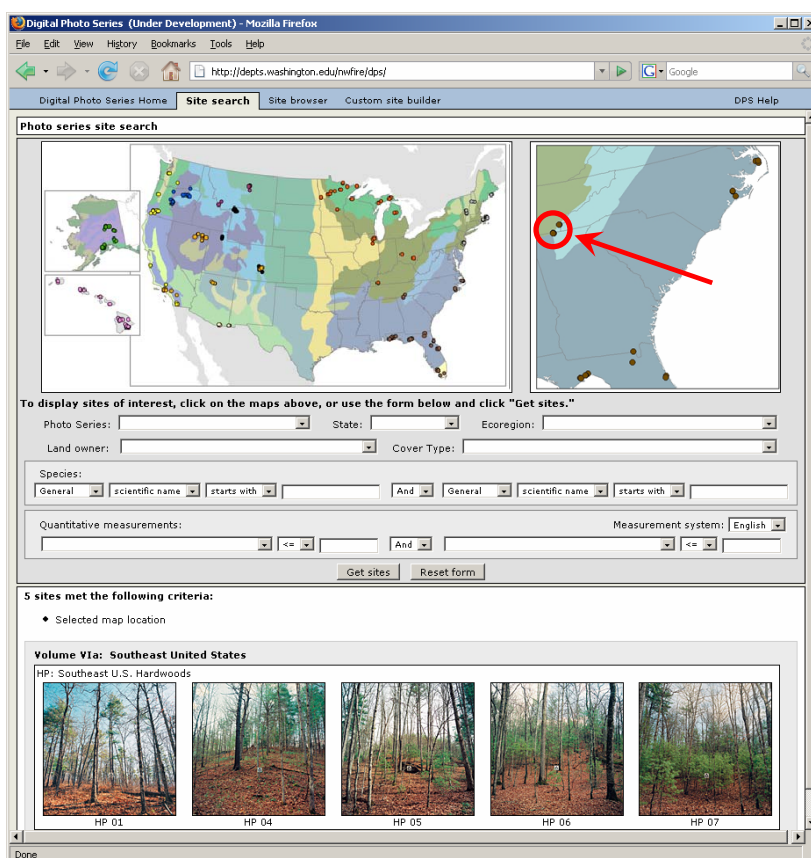 Digital Photo Series (Under Development) - Mozilla Firefox
File Edit View History Bookmarks Tools Help
http://depts.washington.edu/nwfire/dps/ G Google
Digital Photo Series Home Site search Site browser Custom site builder DPS Help
Photo series site search
To display sites of interest, click on the maps above, or use the form below and click "Get sites."
Photo Series: State: Ecoregion:
Land owner: Cover Type:
Species:
General scientific name starts with And General scientific name starts with
Quantitative measurements: Measurement system: English
<= And <=
Get sites Reset form
5 sites met the following criteria:
• Selected map location
Volume VIa: Southeast United States
HP: Southeast U.S. Hardwoods
HP 01 HP 04 HP 05 HP 06 HP 07
Done